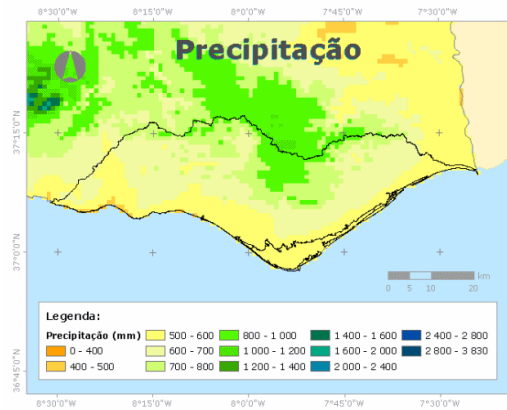 8°30'0"W 8°15'0"W 8°0'0"W 7°45'0"W 7°30'0"W
Precipitação
37°15'0"N
37°0'0"N
36°45'0"N
km
0 5 10 20
Legenda:
Precipitação (mm)
0 - 400
400 - 500
500 - 600
600 - 700
700 - 800
800 - 1 000
1 000 - 1 200
1 200 - 1 400
1 400 - 1 600
1 600 - 2 000
2 000 - 2 400
2 400 - 2 800
2 800 - 3 830
8°30'0"W 8°15'0"W 8°0'0"W 7°45'0"W 7°30'0"W